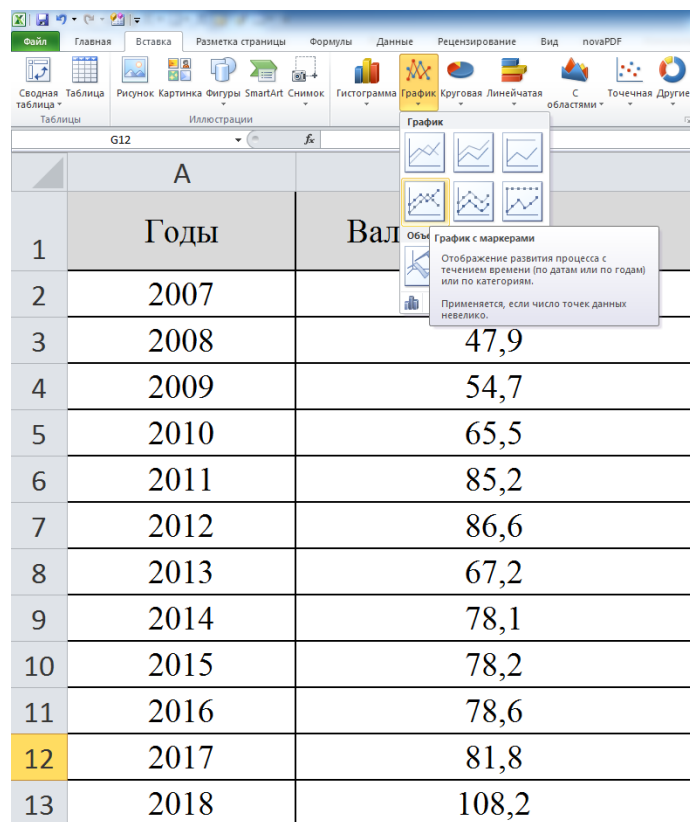 Файл Главная Вставка Разметка страницы Формулы Данные Рецензирование Вид novaPDF
Сводная таблица Таблица Рисунок Картинка Фигуры SmartArt Снимок Гистограмма График Круговая Линейчатая С областями Точечная Другие
Таблицы Иллюстрации
График
G12 fx
A
График с маркерами
Отображение развития процесса с
течением времени (по датам или по годам)
или по категориям.
Применяется, если число точек данных
невелико.
1 Годы Вал
2 2007
3 2008 47,9
4 2009 54,7
5 2010 65,5
6 2011 85,2
7 2012 86,6
8 2013 67,2
9 2014 78,1
10 2015 78,2
11 2016 78,6
12 2017 81,8
13 2018 108,2